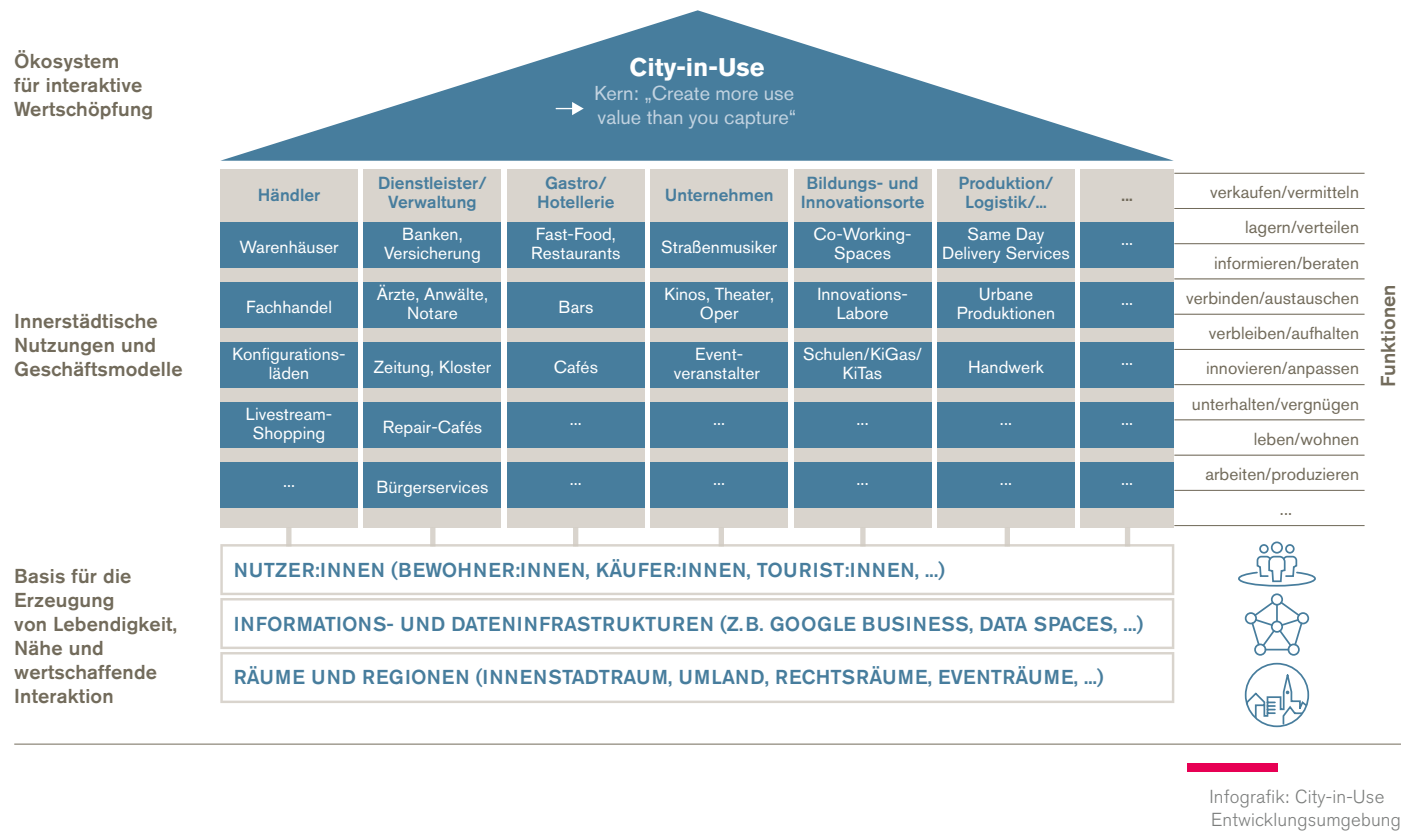 Ökosystem
für interaktive
Wertschöpfung
City-in-Use
Kern: „Create more use
value than you capture“
Innerstädtische
Nutzungen und
Geschäftsmodelle
Händler
Warenhäuser
Fachhandel
Konfigurations-
läden
Livestream-
Shopping
...
Dienstleister/
Verwaltung
Banken,
Versicherung
Ärzte, Anwälte,
Notare
Zeitung, Kloster
Repair-Cafés
Bürgerservices
Gastro/
Hotellerie
Fast-Food,
Restaurants
Bars
Cafés
...
...
Unternehmen
Straßenmusiker
Kinos, Theater,
Oper
Event-
veranstalter
...
...
Bildungs- und
Innovationsorte
Co-Working-
Spaces
Innovations-
Labore
Schulen/KiGas/
KiTas
...
...
Produktion/
Logistik/...
Same Day
Delivery Services
Urbane
Produktionen
Handwerk
...
...
...
...
...
...
...
...
verkaufen/vermitteln
lagern/verteilen
informieren/beraten
verbinden/austauschen
verbleiben/aufhalten
innovieren/anpassen
unterhalten/vergnügen
leben/wohnen
arbeiten/produzieren
...
Funktionen
Basis für die
Erzeugung
von Lebendigkeit,
Nähe und
wertschaffende
Interaktion
NUTZER:INNEN (BEWOHNER:INNEN, KÄUFER:INNEN, TOURIST:INNEN, ...)
INFORMATIONS- UND DATENINFRASTRUKTUREN (Z.B. GOOGLE BUSINESS, DATA SPACES, ...)
RÄUME UND REGIONEN (INNENSTADTRAUM, UMLAND, RECHTSRÄUME, EVENTRÄUME, ...)
Infografik: City-in-Use
Entwicklungsumgebung